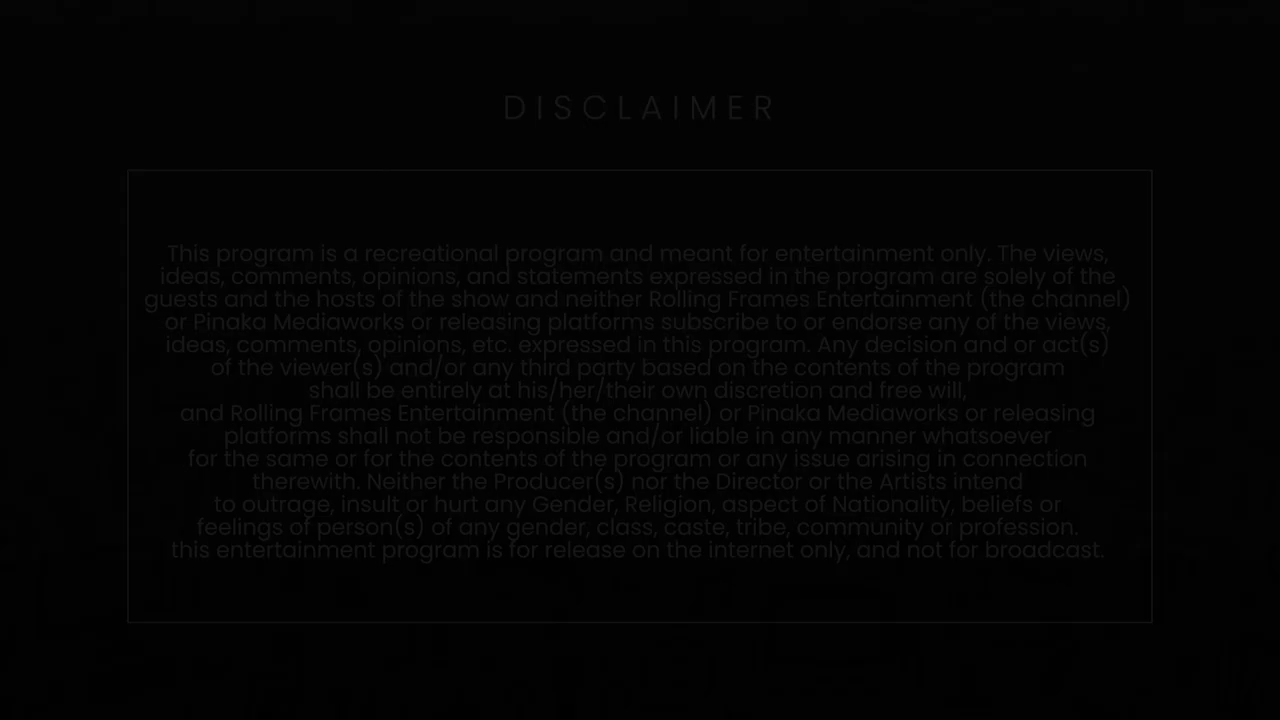 DISCLAIMER
This program is a recreational program and meant for entertainment only. The views,
ideas, comments, opinions, and statements expressed in the program are solely of the
guests and the hosts of the show and neither Rolling Frames Entertainment (the channel)
or Pinaka Mediaworks or releasing platforms subscribe to or endorse any of the views,
ideas, comments, opinions, etc. expressed in this program. Any decision and or act(s)
of the viewer(s) and/or any third party based on the contents of the program
shall be entirely at his/her/their own discretion and free will,
and Rolling Frames Entertainment (the channel) or Pinaka Mediaworks or releasing
platforms shall not be responsible and/or liable in any manner whatsoever
for the same or for the contents of the program or any issue arising in connection
therewith. Neither the Producer(s) nor the Director or the Artists intend
to outrage, insult or hurt any Gender, Religion, aspect of Nationality, beliefs or
feelings of person(s) of any gender, class, caste, tribe, community or profession.
this entertainment program is for release on the internet only, and not for broadcast.